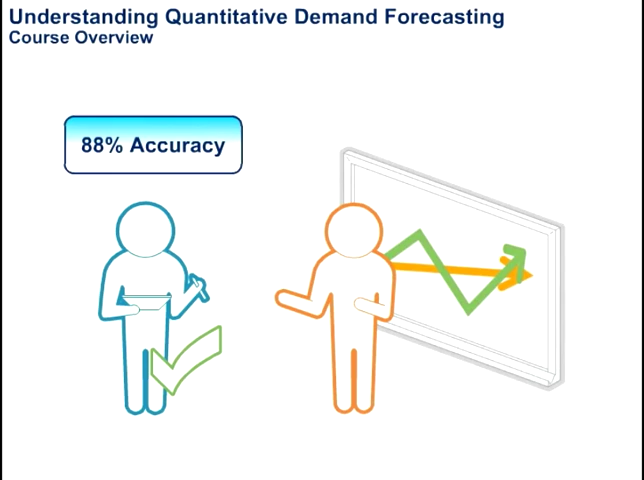 Understanding Quantitative Demand Forecasting
Course Overview
88% Accuracy